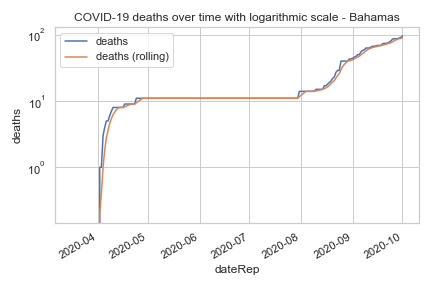 COVID-19 deaths over time with logarithmic scale - Bahamas
deaths
deaths (rolling)
10²
10¹
10⁰
deaths
2020-04
2020-05
2020-06
2020-07
2020-08
2020-09
2020-10
dateRep